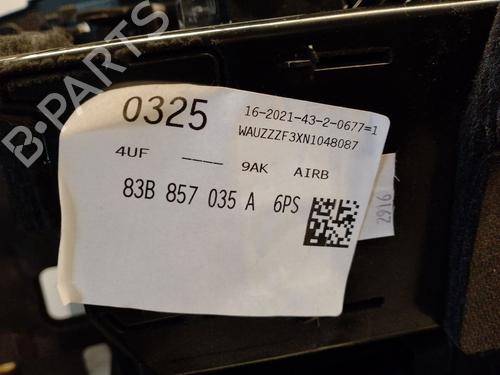 B-PARTS
0325
16-2021-43-2-0677=1
WAUZZZF3XN1048087
4UF ---- 9AK AIRB
83B 857 035 A 6PS
2916